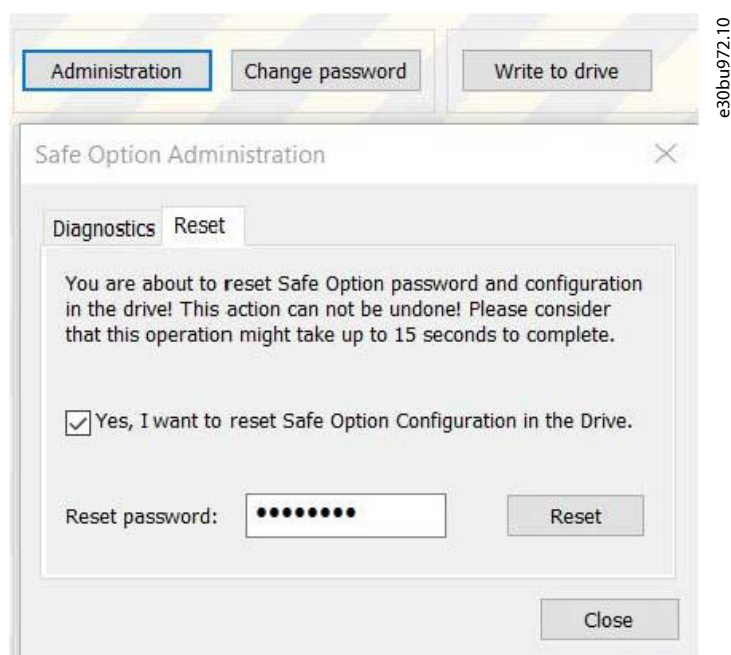 Administration
Change password
Write to drive
e30bu972.10
Safe Option Administration
Diagnostics
Reset
You are about to reset Safe Option password and configuration
in the drive! This action can not be undone! Please consider
that this operation might take up to 15 seconds to complete.
Yes, I want to reset Safe Option Configuration in the Drive.
Reset password:
Reset
Close